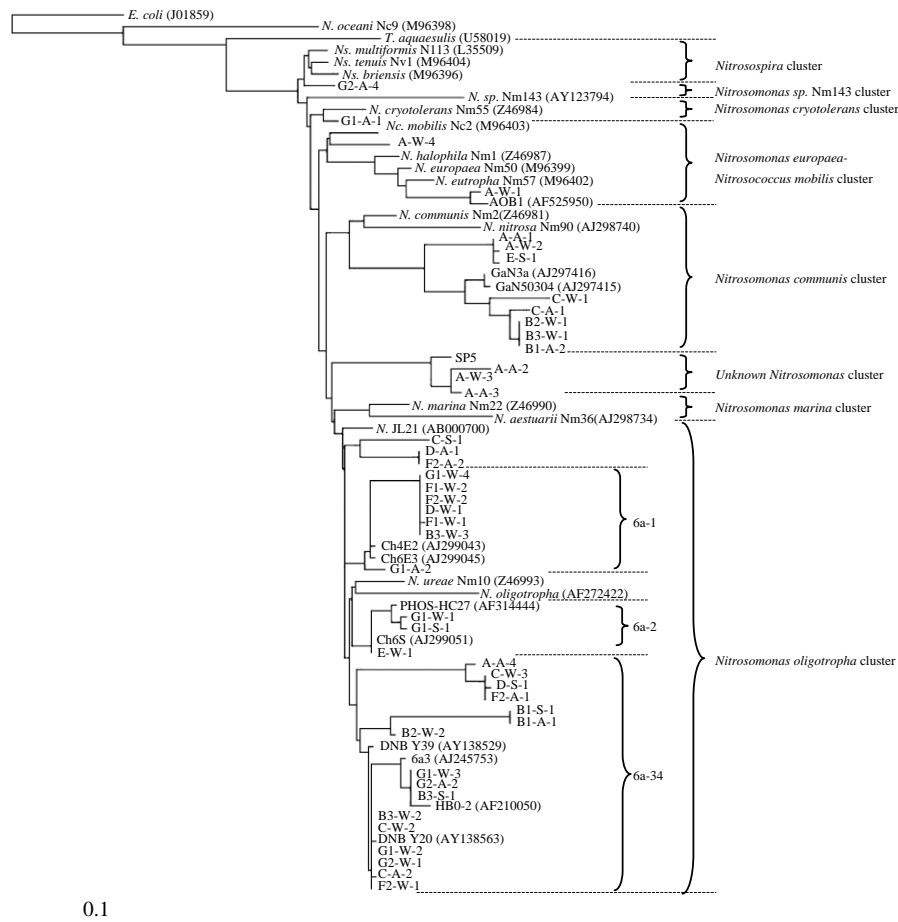 E. coli (J01859)
N. oceani Nc9 (M96398)
T. aquaesulis (U58019)
Ns. multiformis N113 (L35509)
Ns. tenuis Nv1 (M96404)
Nitrosospira cluster
Ns. briensis (M96396)
G2-A-4
Nitrosomonas sp. Nm143 cluster
N. sp. Nm143 (AY123794)
N. cryotolerans Nm55 (Z46984)
Nitrosomonas cryotolerans cluster
G1-A-1
Nc. mobilis Nc2 (M96403)
A-W-4
N. halophila Nm1 (Z46987)
Nitrosomonas europaea-
N. europaea Nm50 (M96399)
Nitrosococcus mobilis cluster
N. eutropha Nm57 (M96402)
A-W-1
AOB1 (AF525950)
N. communis Nm2(Z46981)
N. nitrosa Nm90 (AJ298740)
A-A-1
A-W-2
E-S-1
GaN3a (AJ297416)
Nitrosomonas communis cluster
GaN50304 (AJ297415)
C-W-1
C-A-1
B2-W-1
B3-W-1
B1-A-2
SP5
A-A-2
Unknown Nitrosomonas cluster
A-W-3
A-A-3
N. marina Nm22 (Z46990)
Nitrosomonas marina cluster
N. aestuarii Nm36(AJ298734)
N. JL21 (AB000700)
C-S-1
D-A-1
F2-A-2
G1-W-4
F1-W-2
F2-W-2
D-W-1
F1-W-1
6a-1
B3-W-3
Ch4E2 (AJ299043)
Ch6E3 (AJ299045)
G1-A-2
N. ureae Nm10 (Z46993)
N. oligotropha (AF272422)
PHOS-HC27 (AF314444)
G1-W-1
G1-S-1
6a-2
Ch6S (AJ299051)
E-W-1
Nitrosomonas oligotropha cluster
A-A-4
C-W-3
D-S-1
F2-A-1
B1-S-1
B1-A-1
B2-W-2
DNB Y39 (AY138529)
6a3 (AJ245753)
G1-W-3
6a-34
G2-A-2
B3-S-1
HB0-2 (AF210050)
B3-W-2
C-W-2
DNB Y20 (AY138563)
G1-W-2
G2-W-1
C-A-2
F2-W-1
0.1